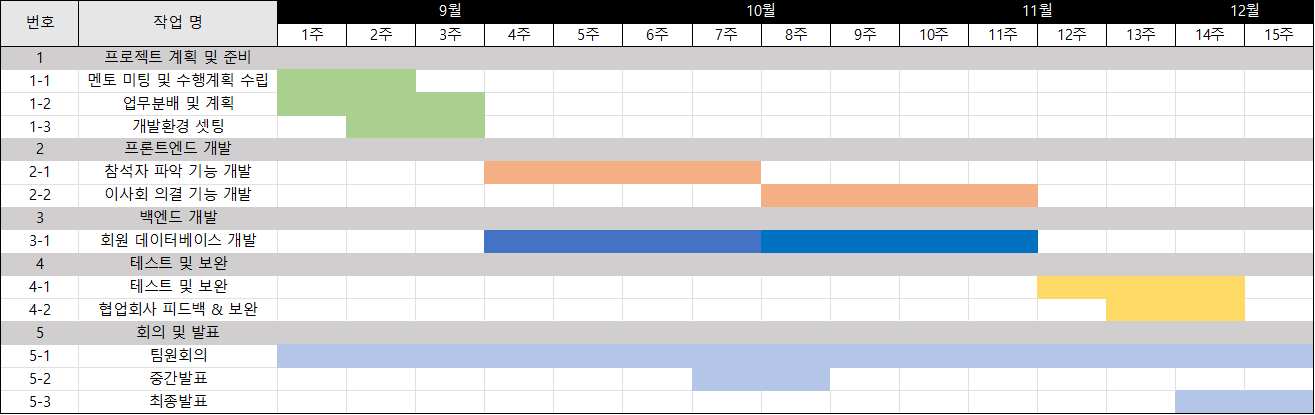 번호 작업 명 9월 10월 11월 12월
1주 2주 3주 4주 5주 6주 7주 8주 9주 10주 11주 12주 13주 14주 15주
1 프로젝트 계획 및 준비
1-1 멘토 미팅 및 수행계획 수립
1-2 업무분배 및 계획
1-3 개발환경 셋팅
2 프론트엔드 개발
2-1 참석자 파악 기능 개발
2-2 이사회 의결 기능 개발
3 백엔드 개발
3-1 회원 데이터베이스 개발
4 테스트 및 보완
4-1 테스트 및 보완
4-2 협업회사 피드백 & 보완
5 회의 및 발표
5-1 팀원회의
5-2 중간발표
5-3 최종발표